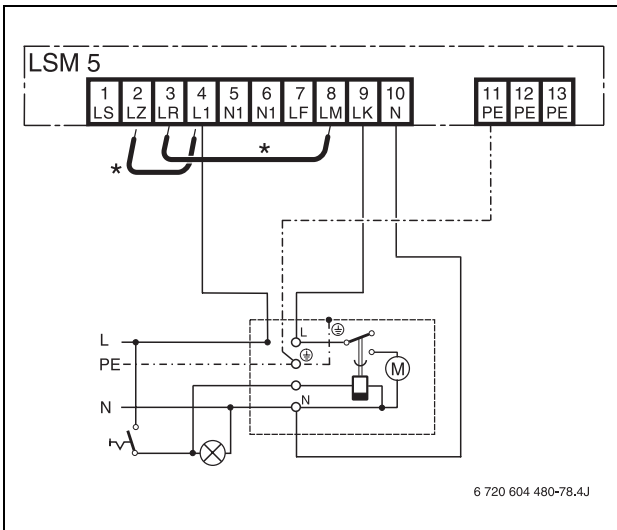 LSM 5
1 2 3 4 5 6 7 8 9 10 11 12 13
LS LZ LR L1 N1 N1 LF LM LK N PE PE PE
*
*
L
L
PE
N
N
M
6 720 604 480-78.4J